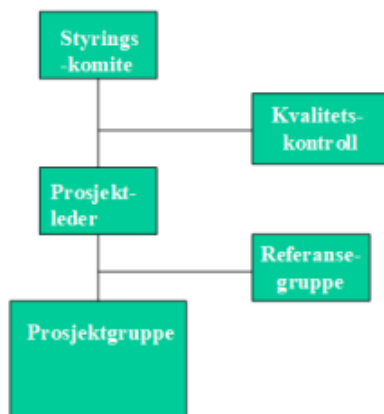 Styrings
-komite
Kvalitets-
kontroll
Prosjekt-
leder
Referanse-
gruppe
Prosjektgruppe